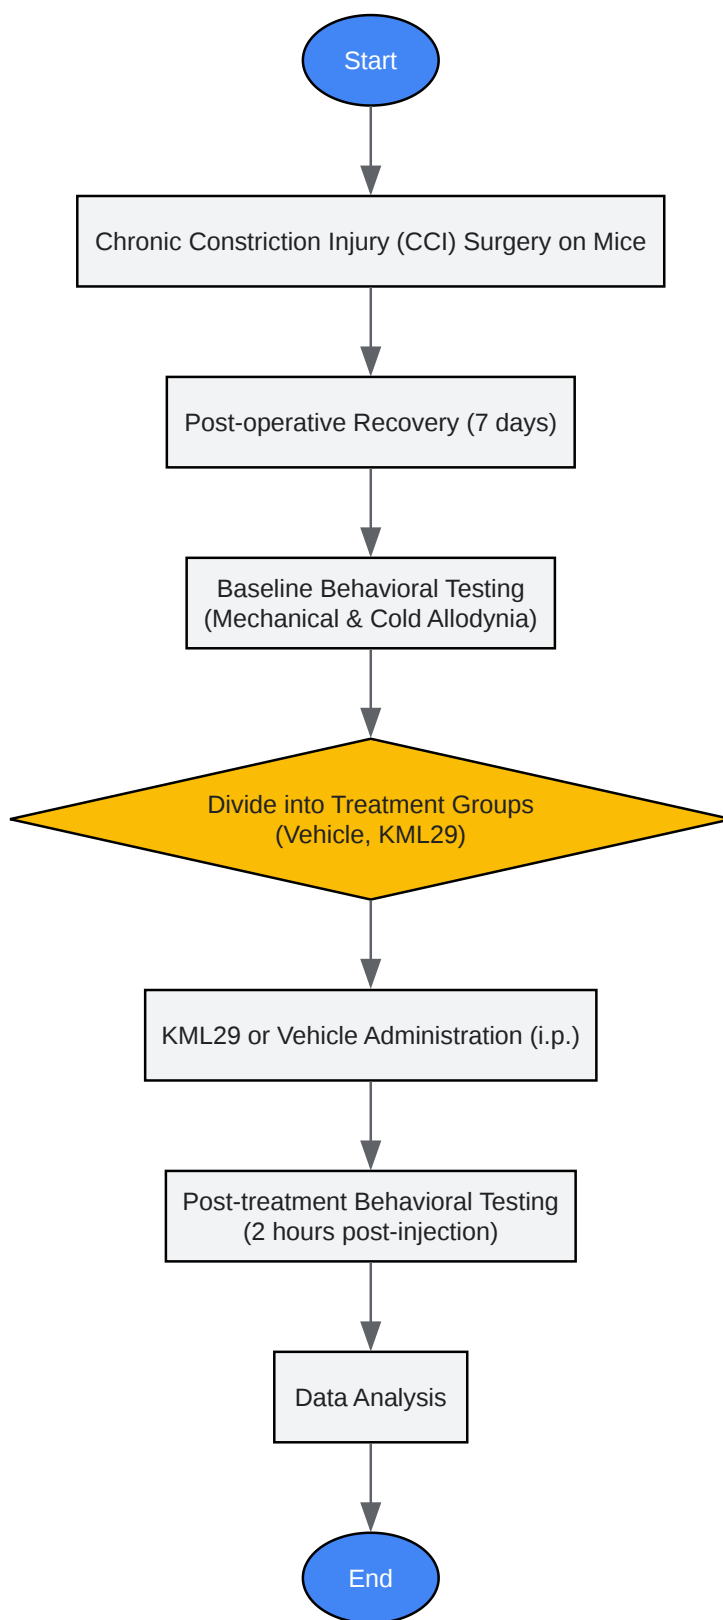 Start
Chronic Constriction Injury (CCI) Surgery on Mice
Post-operative Recovery (7 days)
Baseline Behavioral Testing
(Mechanical & Cold Allodynia)
Divide into Treatment Groups
(Vehicle, KML29)
KML29 or Vehicle Administration (i.p.)
Post-treatment Behavioral Testing
(2 hours post-injection)
Data Analysis
End